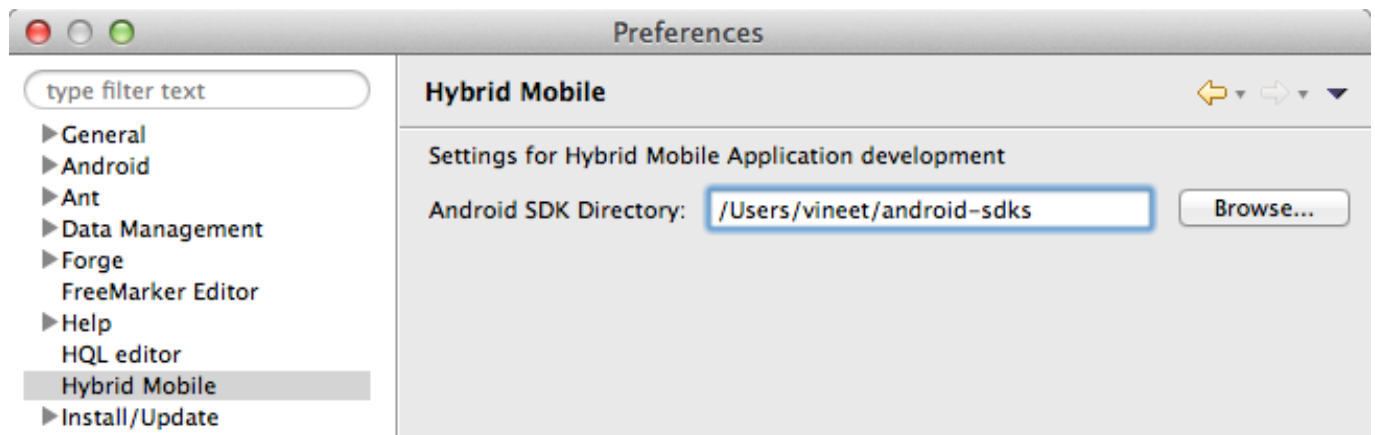 Preferences
type filter text
General
Android
Ant
Data Management
Forge
FreeMarker Editor
Help
HQL editor
Hybrid Mobile
Install/Update
Hybrid Mobile
Settings for Hybrid Mobile Application development
Android SDK Directory: /Users/vineet/android-sdks Browse...